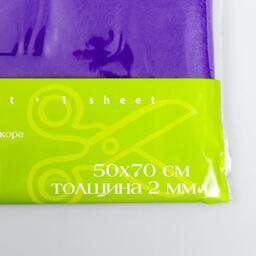 t • 1 sheet
кора
50х70 см
толщина 2 мм